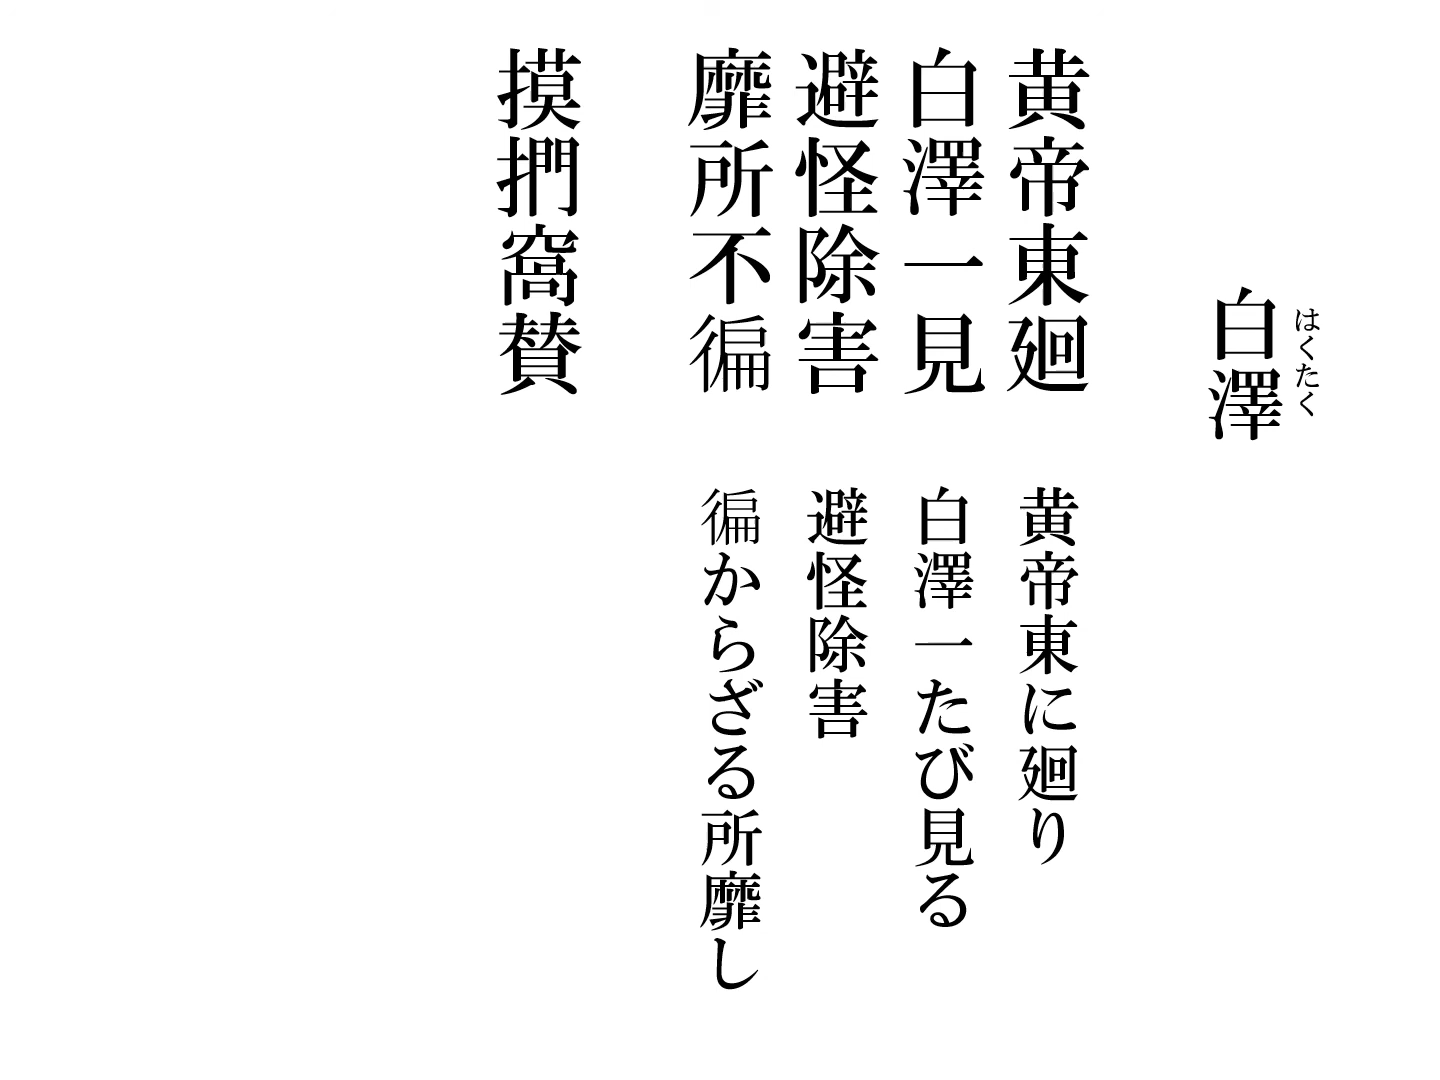 白澤
はくたく
黄帝東廻
白澤一見
避怪除害
靡所不徧
摸捫窩賛
黄帝東に廻り
白澤一たび見る
避怪除害
徧からざる所靡し